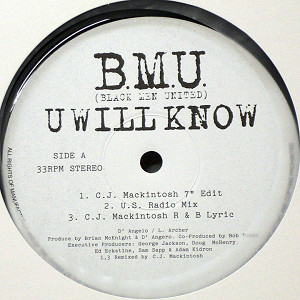 B.M.U.
(BLACK MEN UNITED)
U WILL KNOW
SIDE A
33RPM STEREO
1. C.J. Mackintosh 7" Edit
2. U.S. Radio Mix
3. C.J. Mackintosh R & B Lyric
D' Angelo / L. Archer
Produce by Brian McKnight & D' Angero. Co-Produced by Bob
Executive Producers: George Jackson, Doug McHenry,
Ed Eckstine, Sam Sapp & Adam Kidron
1,3 Remixed by C.J. Mackintosh
ALL RIGHTS OF